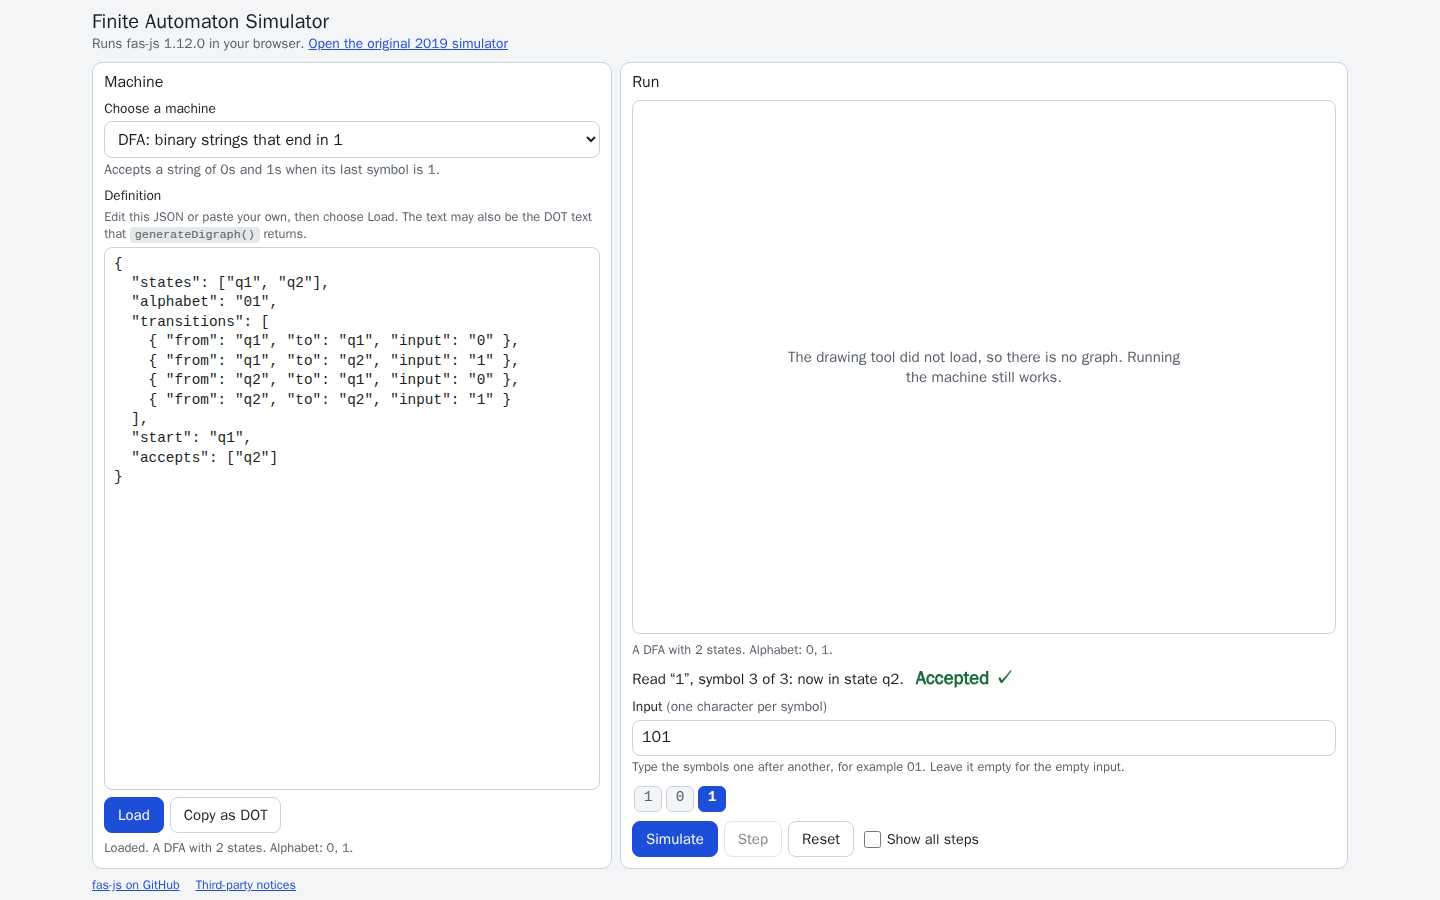 Finite Automaton Simulator
Runs fas-js 1.12.0 in your browser. Open the original 2019 simulator
Machine
Choose a machine
DFA: binary strings that end in 1
Accepts a string of 0s and 1s when its last symbol is 1.
Definition
Edit this JSON or paste your own, then choose Load. The text may also be the DOT text
that generateDigraph() returns.
{
  "states": ["q1", "q2"],
  "alphabet": "01",
  "transitions": [
    { "from": "q1", "to": "q1", "input": "0" },
    { "from": "q1", "to": "q2", "input": "1" },
    { "from": "q2", "to": "q1", "input": "0" },
    { "from": "q2", "to": "q2", "input": "1" }
  ],
  "start": "q1",
  "accepts": ["q2"]
}
Load Copy as DOT
Loaded. A DFA with 2 states. Alphabet: 0, 1.
Run
The drawing tool did not load, so there is no graph. Running
the machine still works.
A DFA with 2 states. Alphabet: 0, 1.
Read “1”, symbol 3 of 3: now in state q2. Accepted ✓
Input (one character per symbol)
101
Type the symbols one after another, for example 01. Leave it empty for the empty input.
1 0 1
Simulate Step Reset Show all steps
fas-js on GitHub Third-party notices